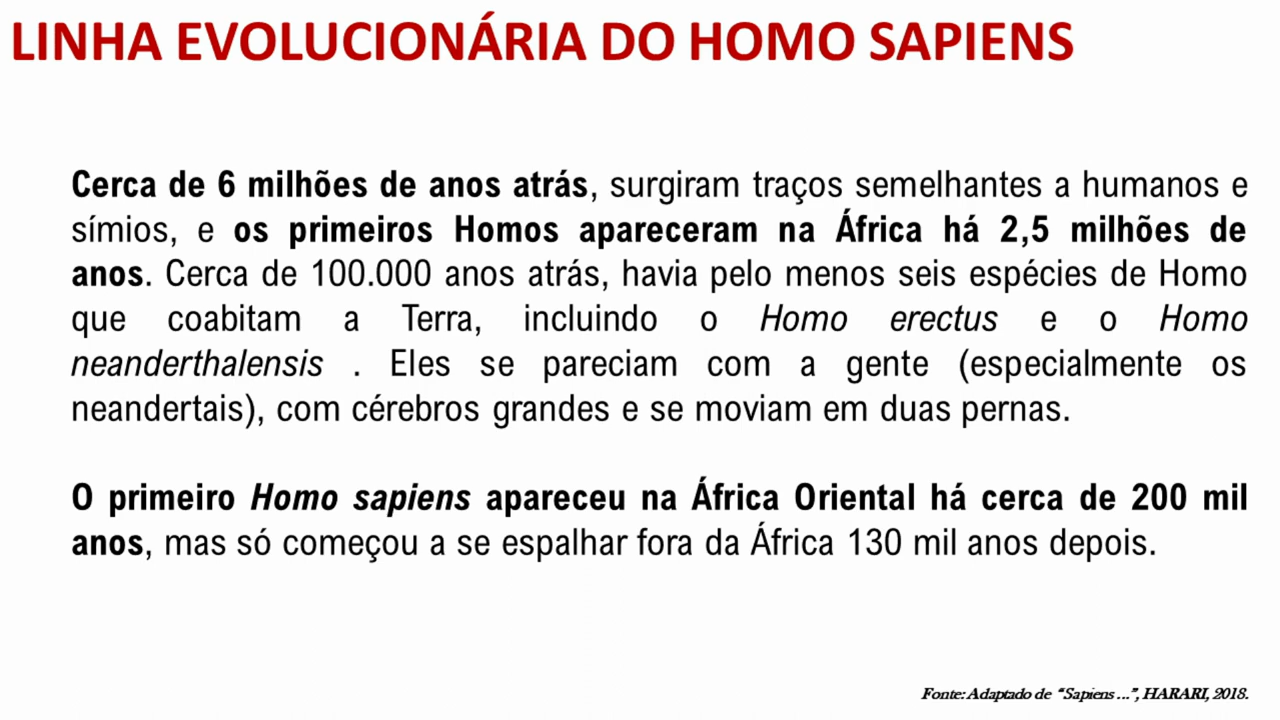 LINHA EVOLUCIONÁRIA DO HOMO SAPIENS
Cerca de 6 milhões de anos atrás, surgiram traços semelhantes a humanos e
símios, e os primeiros Homos apareceram na África há 2,5 milhões de
anos. Cerca de 100.000 anos atrás, havia pelo menos seis espécies de Homo
que coabitam a Terra, incluindo o Homo erectus e o Homo
neanderthalensis . Eles se pareciam com a gente (especialmente os
neandertais), com cérebros grandes e se moviam em duas pernas.
O primeiro Homo sapiens apareceu na África Oriental há cerca de 200 mil
anos, mas só começou a se espalhar fora da África 130 mil anos depois.
Fonte: Adaptado de “Sapiens ...”, HARARI, 2018.